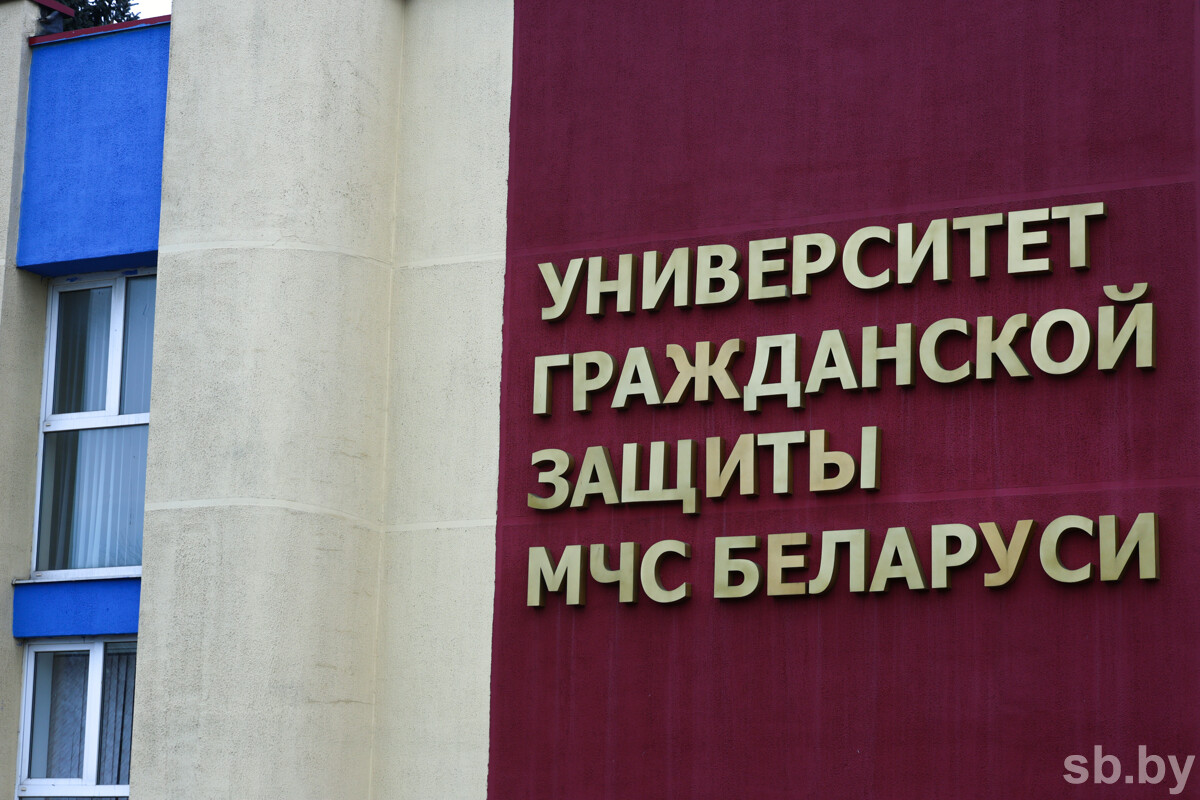 УНИВЕРСИТЕТ
ГРАЖДАНСКОЙ
ЗАЩИТЫ
МЧС БЕЛАРУСИ
sb.by